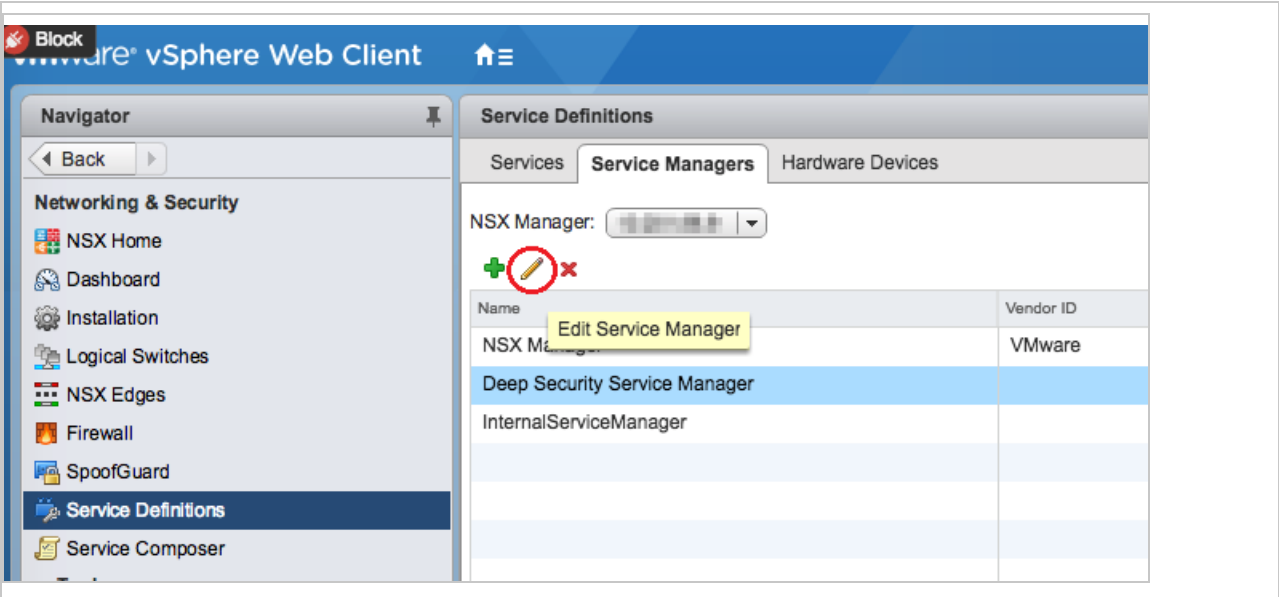 Block
ware® vSphere Web Client
Navigator
Back
Networking & Security
NSX Home
Dashboard
Installation
Logical Switches
NSX Edges
Firewall
SpoofGuard
Service Definitions
Service Composer
Service Definitions
Services Service Managers Hardware Devices
NSX Manager:
Name Vendor ID
Edit Service Manager
NSX VMware
Deep Security Service Manager
InternalServiceManager